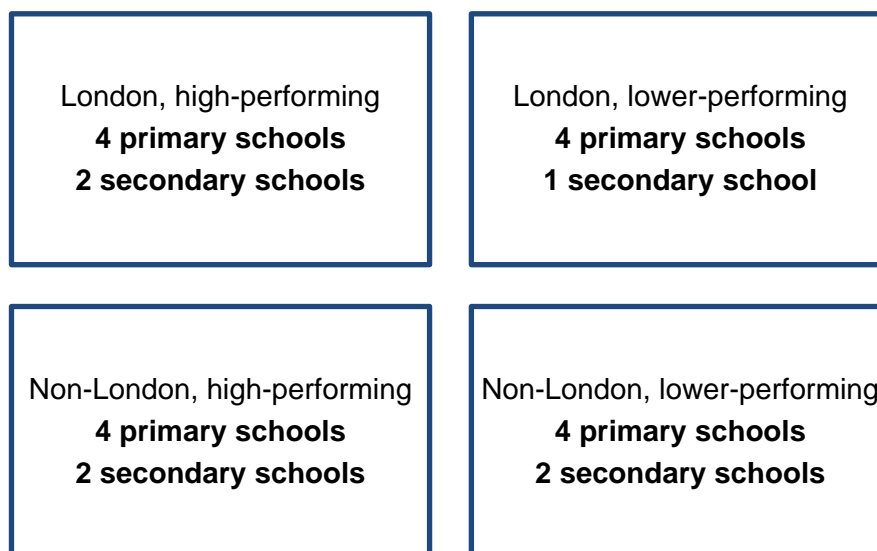 London, high-performing
4 primary schools
2 secondary schools
London, lower-performing
4 primary schools
1 secondary school
Non-London, high-performing
4 primary schools
2 secondary schools
Non-London, lower-performing
4 primary schools
2 secondary schools